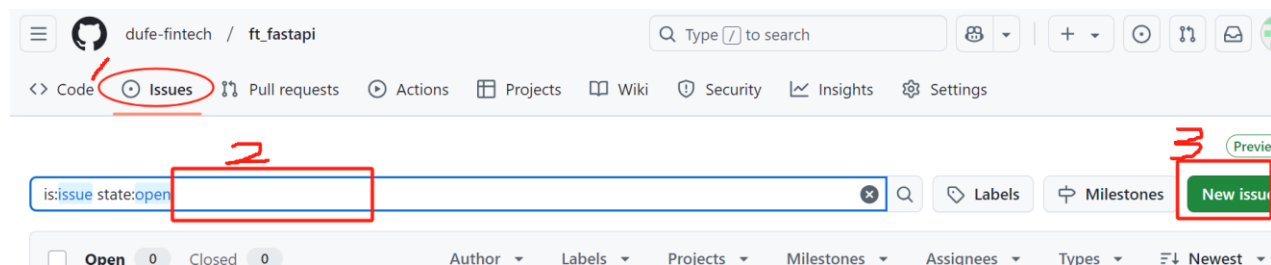 dufe-fintech / ft_fastapi Type / to search
1
<> Code Issues Pull requests Actions Projects Wiki Security Insights Settings
2 3
Previe
is:issue state:open Labels Milestones New issu
Open 0 Closed 0 Author Labels Projects Milestones Assignees Types Newest